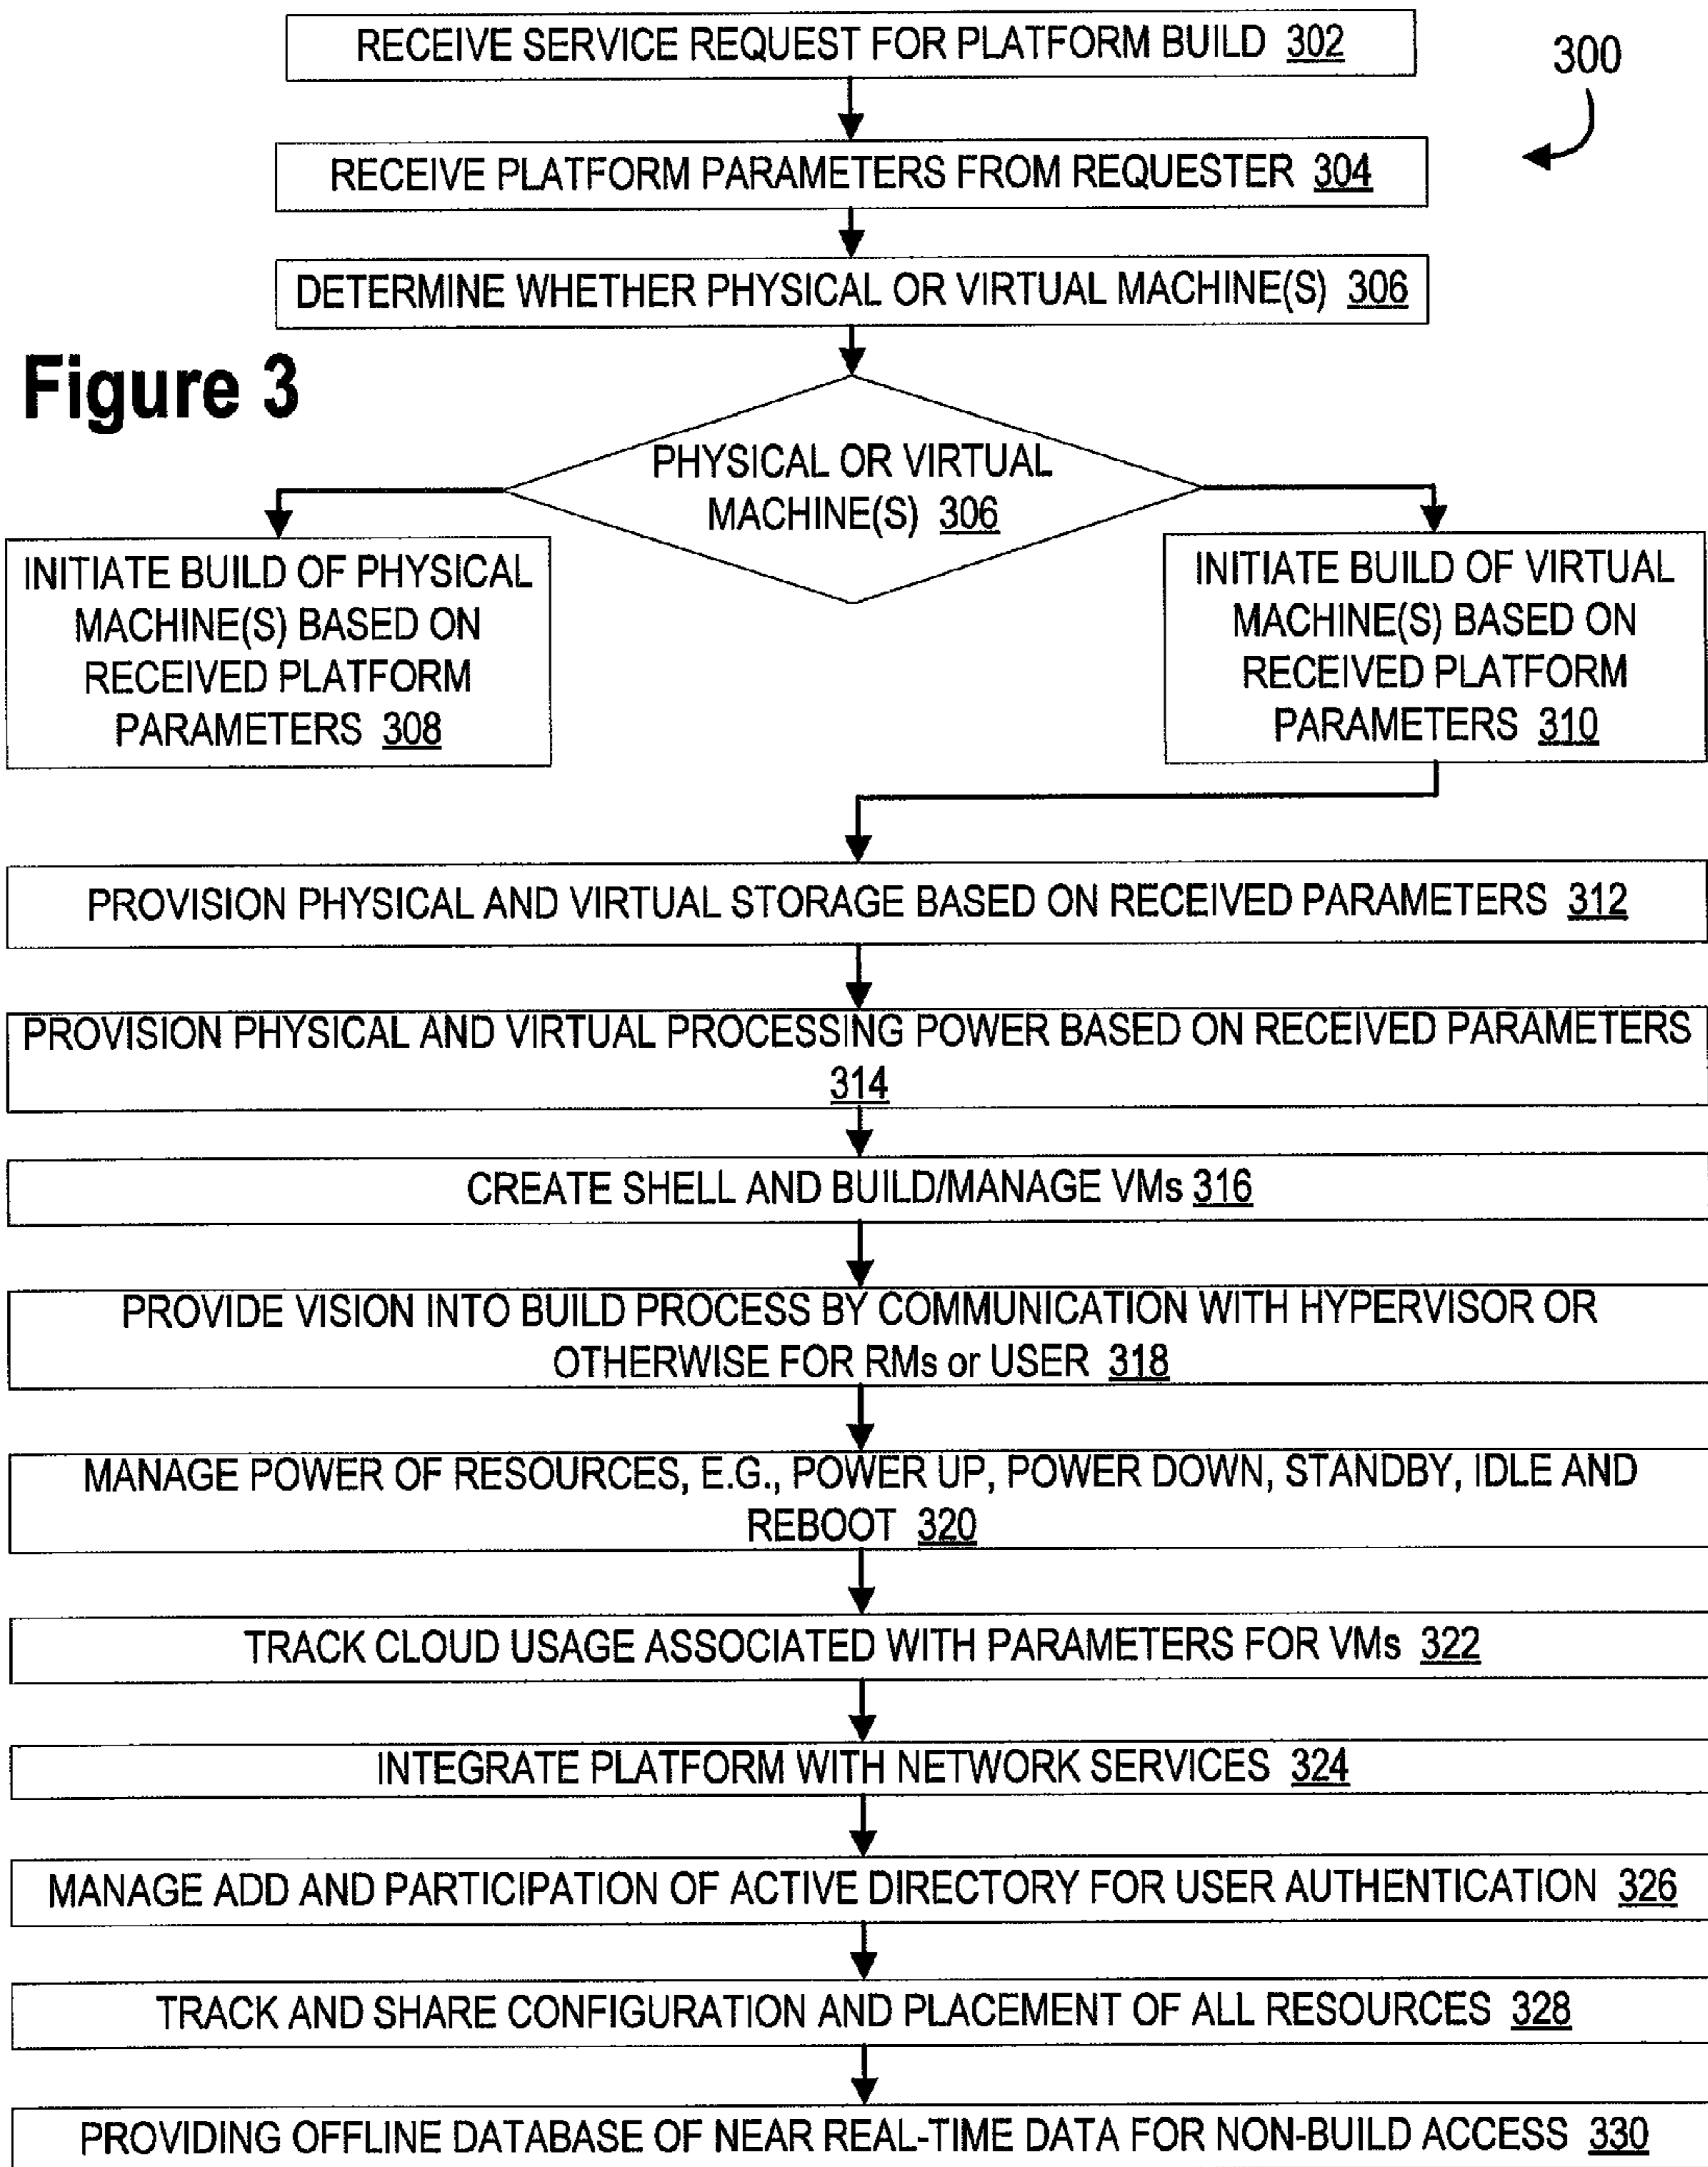 RECEIVE SERVICE REQUEST FOR PLATFORM BUILD 302
300
RECEIVE PLATFORM PARAMETERS FROM REQUESTER 304
DETERMINE WHETHER PHYSICAL OR VIRTUAL MACHINE(S) 306
Figure 3
PHYSICAL OR VIRTUAL
MACHINE(S) 306
INITIATE BUILD OF PHYSICAL
MACHINE(S) BASED ON
RECEIVED PLATFORM
PARAMETERS 308
INITIATE BUILD OF VIRTUAL
MACHINE(S) BASED ON
RECEIVED PLATFORM
PARAMETERS 310
PROVISION PHYSICAL AND VIRTUAL STORAGE BASED ON RECEIVED PARAMETERS 312
PROVISION PHYSICAL AND VIRTUAL PROCESSING POWER BASED ON RECEIVED PARAMETERS
314
CREATE SHELL AND BUILD/MANAGE VMs 316
PROVIDE VISION INTO BUILD PROCESS BY COMMUNICATION WITH HYPERVISOR OR
OTHERWISE FOR RMs or USER 318
MANAGE POWER OF RESOURCES, E.G., POWER UP, POWER DOWN, STANDBY, IDLE AND
REBOOT 320
TRACK CLOUD USAGE ASSOCIATED WITH PARAMETERS FOR VMs 322
INTEGRATE PLATFORM WITH NETWORK SERVICES 324
MANAGE ADD AND PARTICIPATION OF ACTIVE DIRECTORY FOR USER AUTHENTICATION 326
TRACK AND SHARE CONFIGURATION AND PLACEMENT OF ALL RESOURCES 328
PROVIDING OFFLINE DATABASE OF NEAR REAL-TIME DATA FOR NON-BUILD ACCESS 330